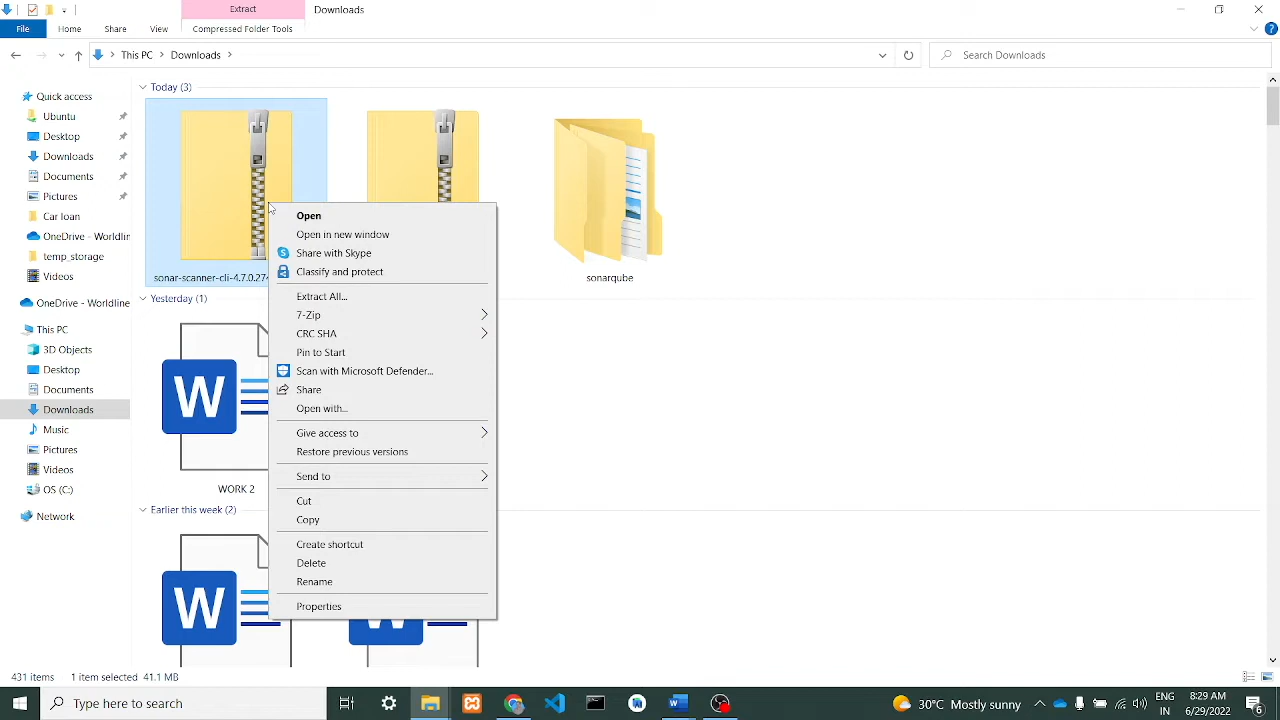 Extract
Downloads
File
Home
Share
View
Compressed Folder Tools
This PC
Downloads
Search Downloads
Quick access
Ubuntu
Desktop
Downloads
Documents
Pictures
Car loan
OneDrive - Worldlin
temp_storage
Videos
OneDrive - Worldline
This PC
3D Objects
Desktop
Documents
Downloads
Music
Pictures
Videos
OS (C:)
Network
Today (3)
sonar-scanner-cli-4.7.0.274
sonarqube
Yesterday (1)
WORK 2
Earlier this week (2)
W
W
Open
Open in new window
Share with Skype
Classify and protect
Extract All...
7-Zip
CRC SHA
Pin to Start
Scan with Microsoft Defender...
Share
Open with...
Give access to
Restore previous versions
Send to
Cut
Copy
Create shortcut
Delete
Rename
Properties
431 items
1 item selected 41.1 MB
Type here to search
30°C Mostly sunny
ENG
IN
8:29 AM
6/29/2022
6